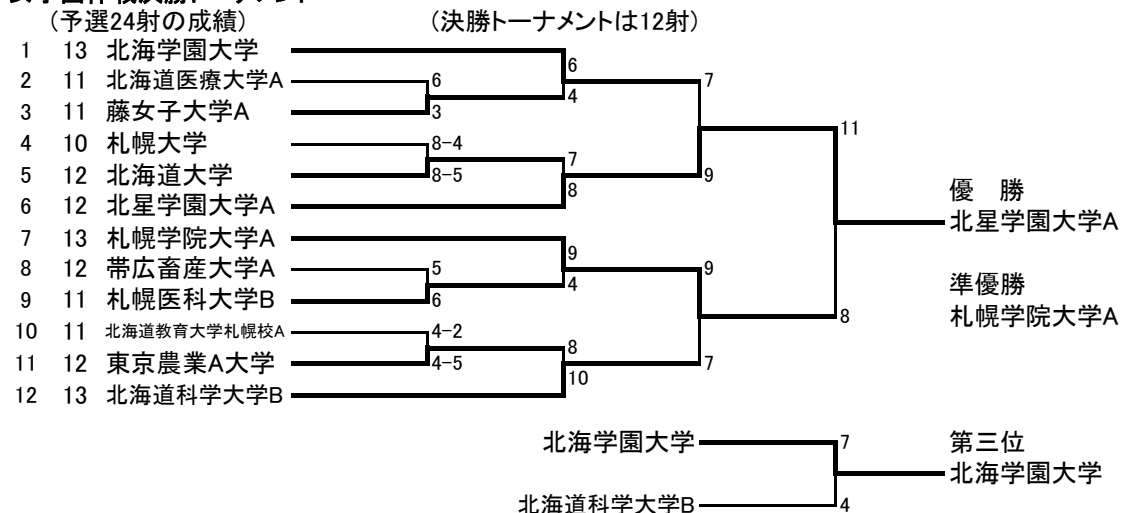 (予選24射の成績) (決勝トーナメントは12射)
1 13 北海学園大学
2 11 北海道医療大学A
3 11 藤女子大学A
4 10 札幌大学
5 12 北海道大学
6 12 北星学園大学A
7 13 札幌学院大学A
8 12 帯広畜産大学A
9 11 札幌医科大学B
10 11 北海道教育大学札幌校A
11 12 東京農業A大学
12 13 北海道科学大学B
6
3
8-4
8-5
5
6
4-2
4-5
6
4
7
8
9
4
8
10
7
9
9
7
11
8
優 勝
北星学園大学A
準優勝
札幌学院大学A
北海学園大学 7
北海道科学大学B 4
第三位
北海学園大学